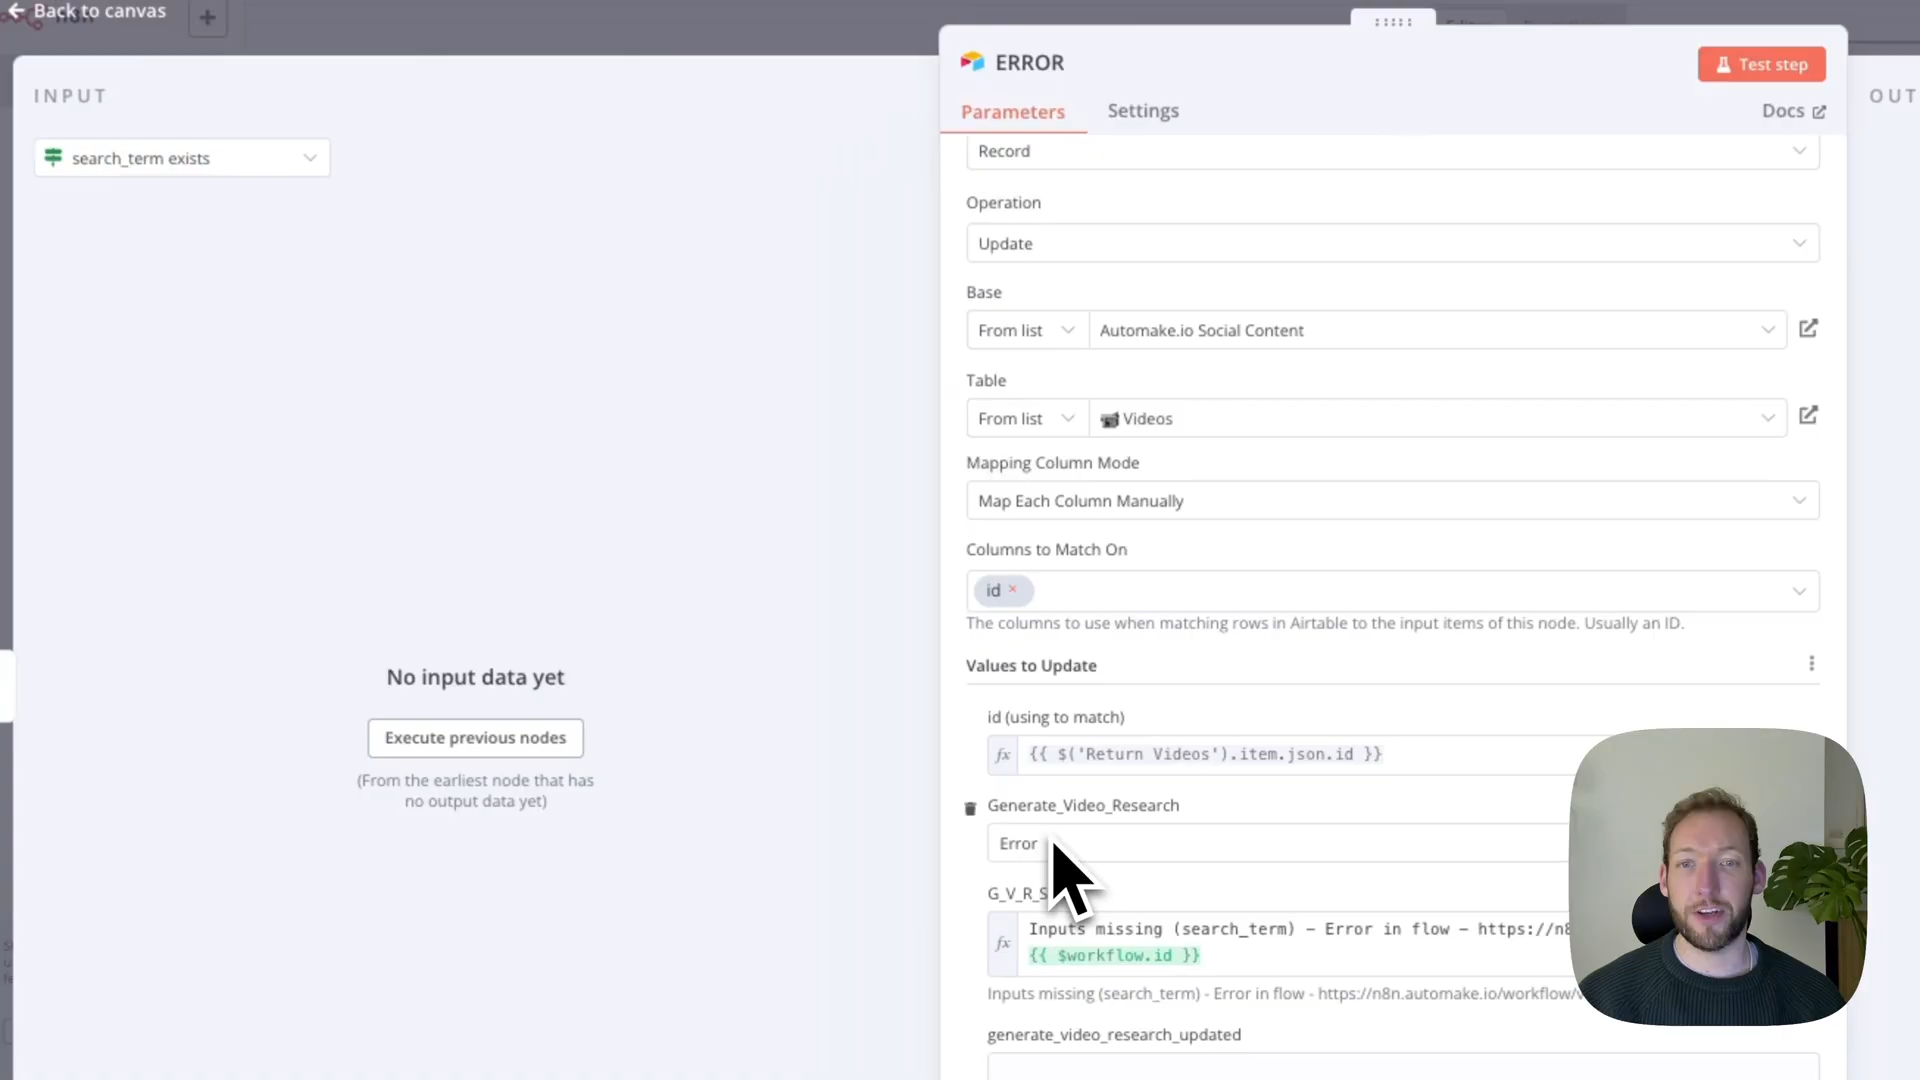 Back to canvas
INPUT
search_term exists
No input data yet
Execute previous nodes
(From the earliest node that has
no output data yet)
ERROR
Test step
Parameters
Settings
Docs
Record
Operation
Update
Base
From list
Automake.io Social Content
Table
From list
Videos
Mapping Column Mode
Map Each Column Manually
Columns to Match On
id
The columns to use when matching rows in Airtable to the input items of this node. Usually an ID.
Values to Update
id (using to match)
fx
{{ $('Return Videos').item.json.id }}
Generate_Video_Research
Error
G_V_R_S
fx
Inputs missing (search_term) – Error in flow – https://n8
{{ $workflow.id }}
Inputs missing (search_term) - Error in flow - https://n8n.automake.io/workflow/
generate_video_research_updated
OUT